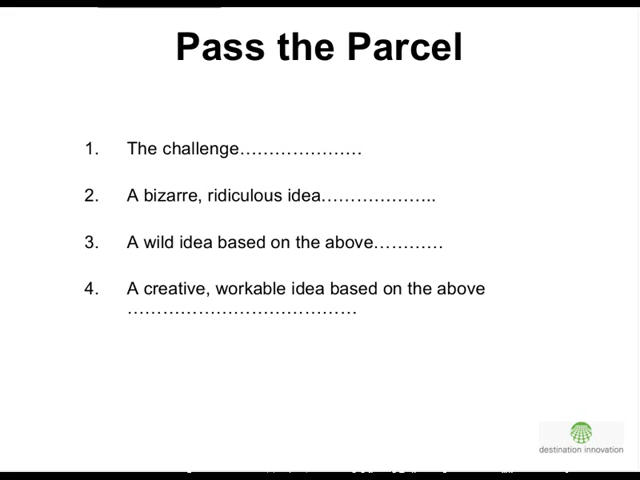 Pass the Parcel
1. The challenge…………………
2. A bizarre, ridiculous idea………………..
3. A wild idea based on the above…………
4. A creative, workable idea based on the above
…………………………………
destination innovation